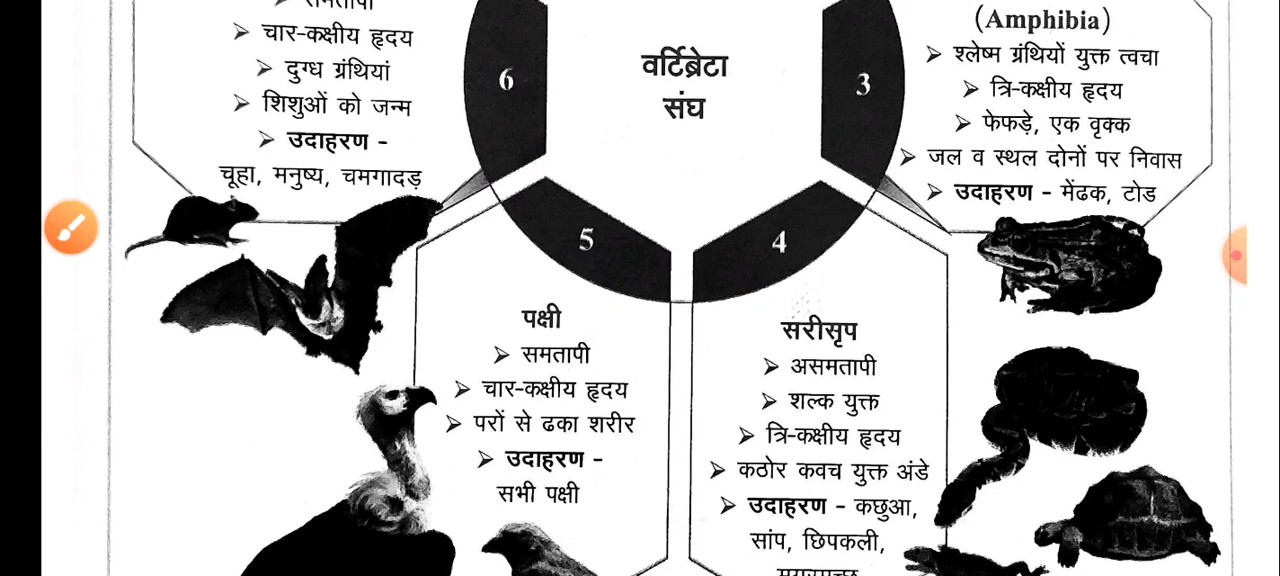 समतापी
➢ चार-कक्षीय हृदय
➢ दुग्ध ग्रंथियां
➢ शिशुओं को जन्म
➢ उदाहरण -
चूहा, मनुष्य, चमगादड़
6
वर्टिब्रेटा
संघ
3
(Amphibia)
➢ श्लेष्म ग्रंथियों युक्त त्वचा
➢ त्रि-कक्षीय हृदय
➢ फेफड़े, एक वृक्क
➢ जल व स्थल दोनों पर निवास
➢ उदाहरण - मेंढक, टोड
5
पक्षी
➢ समतापी
➢ चार-कक्षीय हृदय
➢ परों से ढका शरीर
➢ उदाहरण -
सभी पक्षी
4
सरीसृप
➢ असमतापी
➢ शल्क युक्त
➢ त्रि-कक्षीय हृदय
➢ कठोर कवच युक्त अंडे
➢ उदाहरण - कछुआ,
सांप, छिपकली,